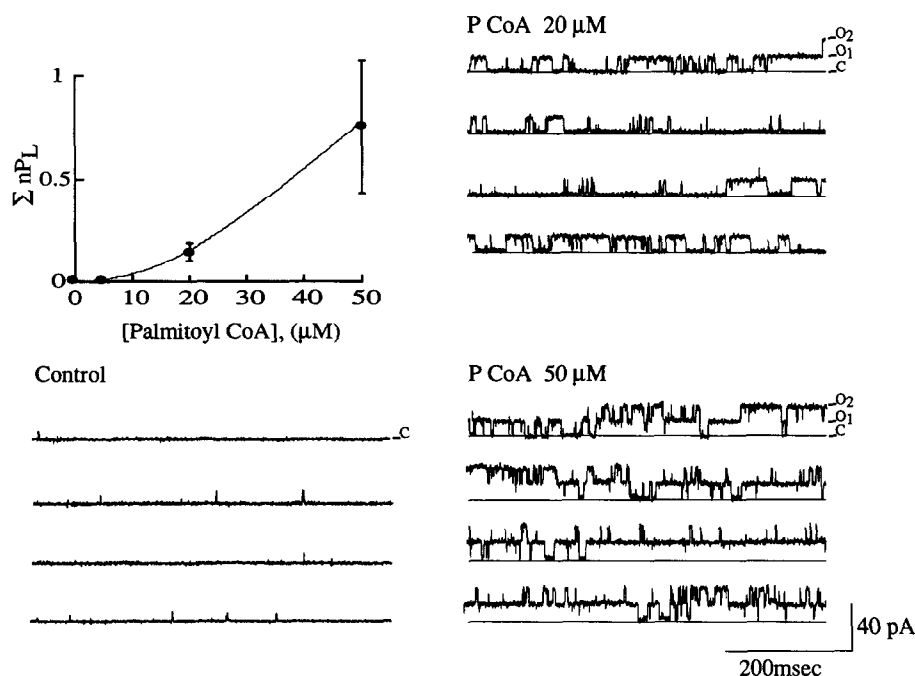 1
0.5
0
Σ nPL
0 10 20 30 40 50
[Palmitoyl CoA], (μM)
P CoA 20 μM
O2
O1
C
Control
C
P CoA 50 μM
O2
O1
C
40 pA
200msec